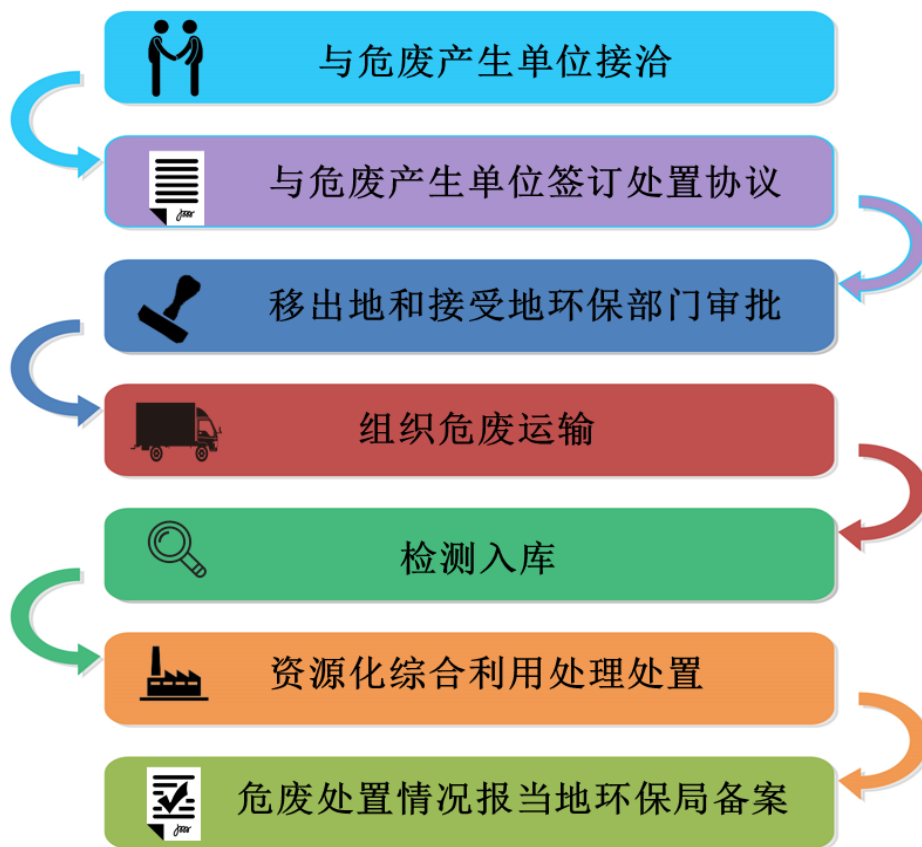 与危废产生单位接洽
与危废产生单位签订处置协议
移出地和接受地环保部门审批
组织危废运输
检测入库
资源化综合利用处理处置
危废处置情况报当地环保局备案